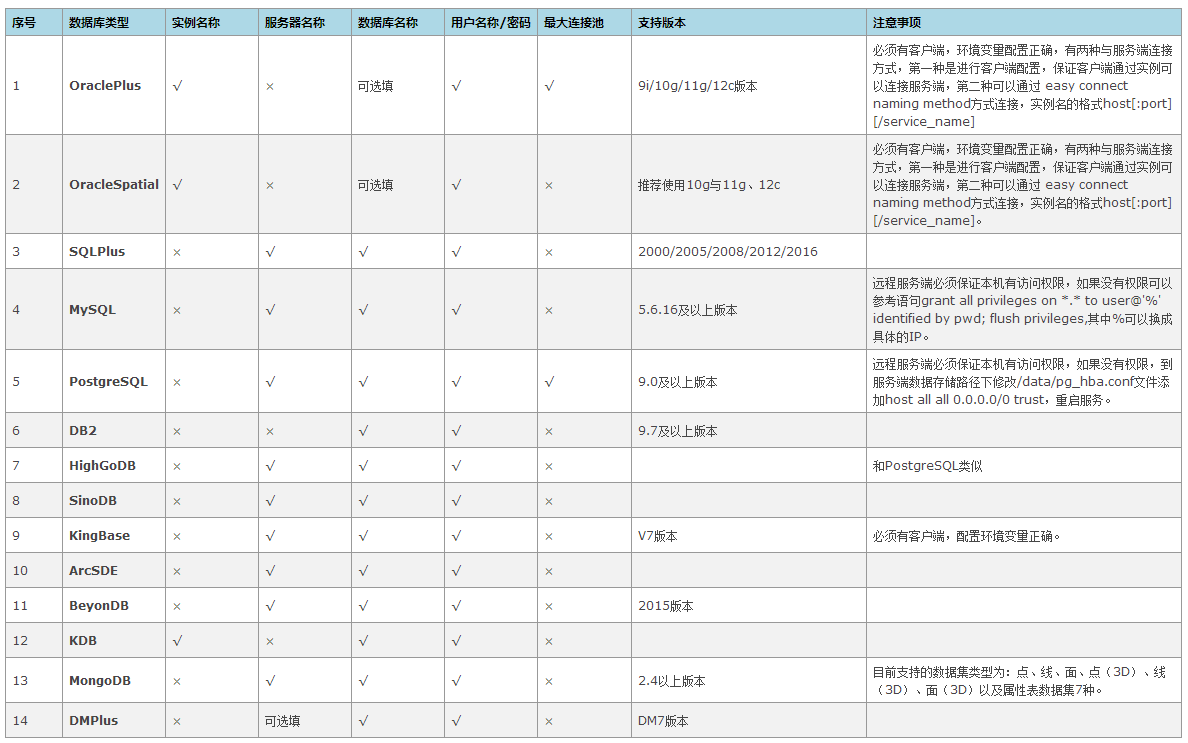 序号 数据库类型 实例名称 服务器名称 数据库名称 用户名称/密码 最大连接池 支持版本 注意事项
1 OraclePlus √ × 可选填 √ √ 9i/10g/11g/12c版本 必须有客户端，环境变量配置正确，有两种与服务端连接
方式，第一种是进行客户端配置，保证客户端通过实例可
以连接服务端，第二种可以通过 easy connect
naming method方式连接，实例名的格式host[:port]
[/service_name]
2 OracleSpatial √ × 可选填 √ × 推荐使用10g与11g、12c 必须有客户端，环境变量配置正确，有两种与服务端连接
方式，第一种是进行客户端配置，保证客户端通过实例可
以连接服务端，第二种可以通过 easy connect
naming method方式连接，实例名的格式host[:port]
[/service_name]。
3 SQLPlus × √ √ √ × 2000/2005/2008/2012/2016
4 MySQL × √ √ √ × 5.6.16及以上版本 远程服务端必须保证本机有访问权限，如果没有权限可以
参考语句grant all privileges on *.* to user@'%'
identified by pwd; flush privileges,其中%可以换成
具体的IP。
5 PostgreSQL × √ √ √ √ 9.0及以上版本 远程服务端必须保证本机有访问权限，如果没有权限，到
服务端数据存储路径下修改/data/pg_hba.conf文件添
加host all all 0.0.0.0/0 trust，重启服务。
6 DB2 × × √ √ × 9.7及以上版本
7 HighGoDB × √ √ √ × 和PostgreSQL类似
8 SinoDB × √ √ √ ×
9 KingBase × √ √ √ × V7版本 必须有客户端，配置环境变量正确。
10 ArcSDE × √ √ √ ×
11 BeyonDB × √ √ √ × 2015版本
12 KDB √ × √ √ ×
13 MongoDB × √ √ √ × 2.4以上版本 目前支持的数据集类型为：点、线、面、点（3D）、线
（3D）、面（3D）以及属性表数据集7种。
14 DMPlus × 可选填 √ √ × DM7版本